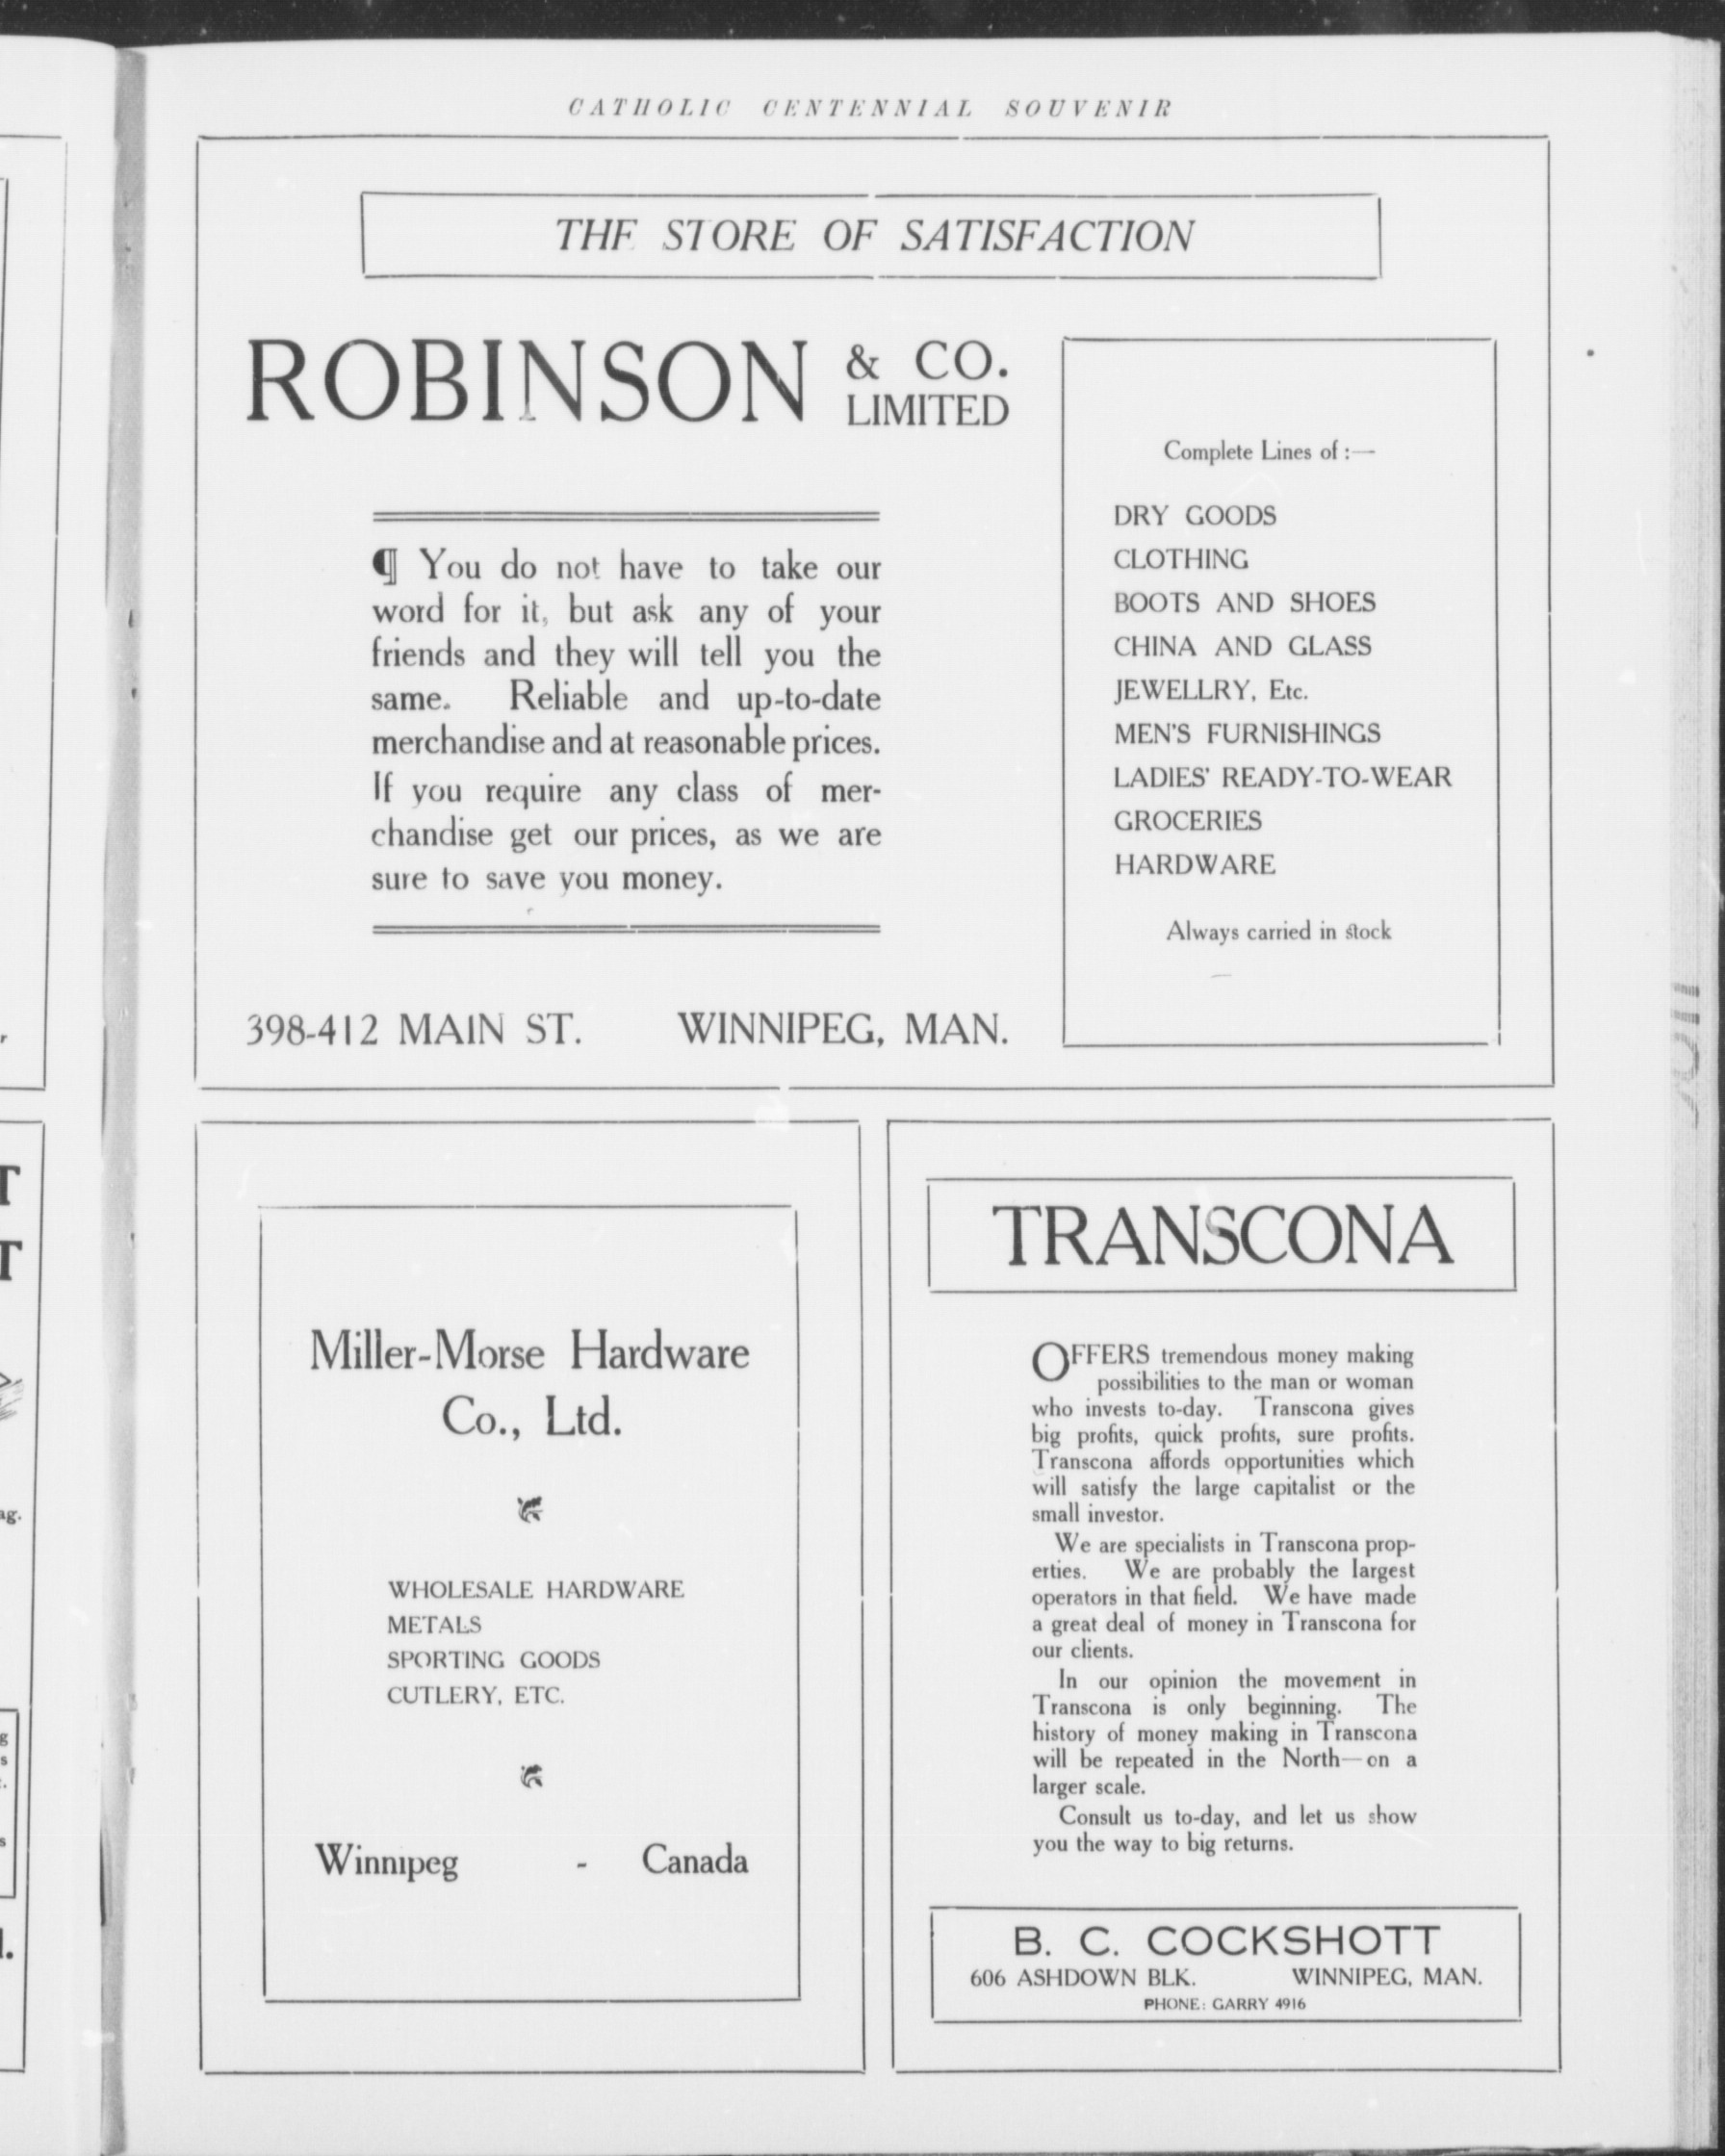 CATHOLIC CENTENNIAL SOUVENIR
THE STORE OF SATISFACTION
ROBINSON & CO.
LIMITED
¶ You do not have to take our
word for it, but ask any of your
friends and they will tell you the
same. Reliable and up-to-date
merchandise and at reasonable prices.
If you require any class of mer-
chandise get our prices, as we are
sure to save you money.
398-412 MAIN ST. WINNIPEG, MAN.
Complete Lines of :—
DRY GOODS
CLOTHING
BOOTS AND SHOES
CHINA AND GLASS
JEWELLRY, Etc.
MEN'S FURNISHINGS
LADIES' READY-TO-WEAR
GROCERIES
HARDWARE
Always carried in stock
Miller-Morse Hardware
Co., Ltd.
WHOLESALE HARDWARE
METALS
SPORTING GOODS
CUTLERY, ETC.
Winnipeg - Canada
TRANSCONA
OFFERS tremendous money making
possibilities to the man or woman
who invests to-day. Transcona gives
big profits, quick profits, sure profits.
Transcona affords opportunities which
will satisfy the large capitalist or the
small investor.
We are specialists in Transcona prop-
erties. We are probably the largest
operators in that field. We have made
a great deal of money in Transcona for
our clients.
In our opinion the movement in
Transcona is only beginning. The
history of money making in Transcona
will be repeated in the North—on a
larger scale.
Consult us to-day, and let us show
you the way to big returns.
B. C. COCKSHOTT
606 ASHDOWN BLK. WINNIPEG, MAN.
PHONE: GARRY 4916